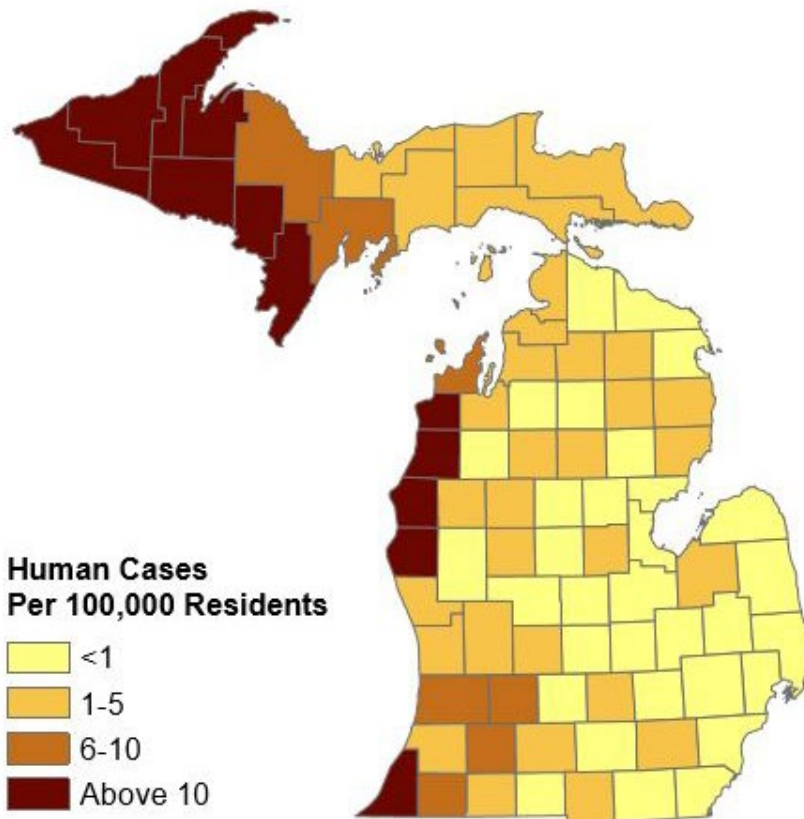 Human Cases
Per 100,000 Residents
<1
1-5
6-10
Above 10